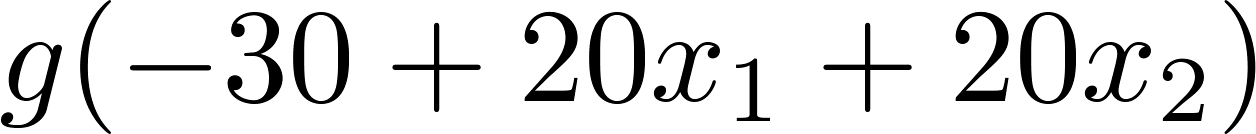 g(−30 + 20x₁ + 20x₂)